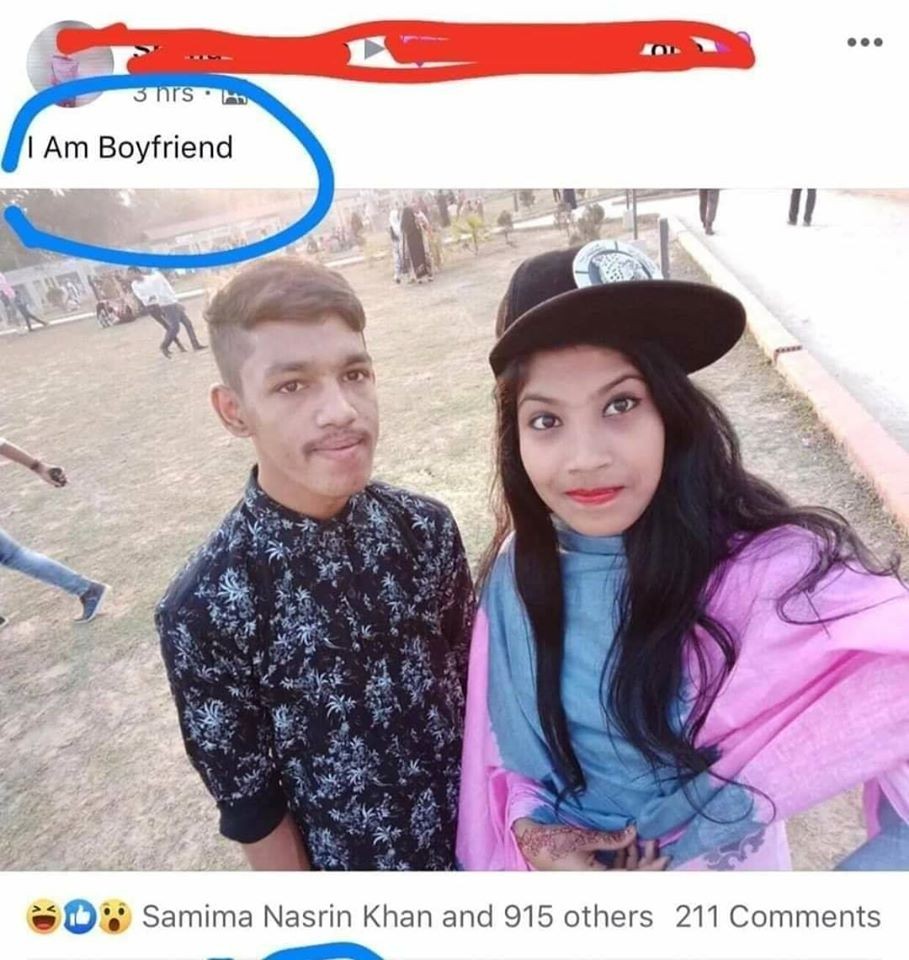 3 hrs ·
I Am Boyfriend
Samima Nasrin Khan and 915 others 211 Comments